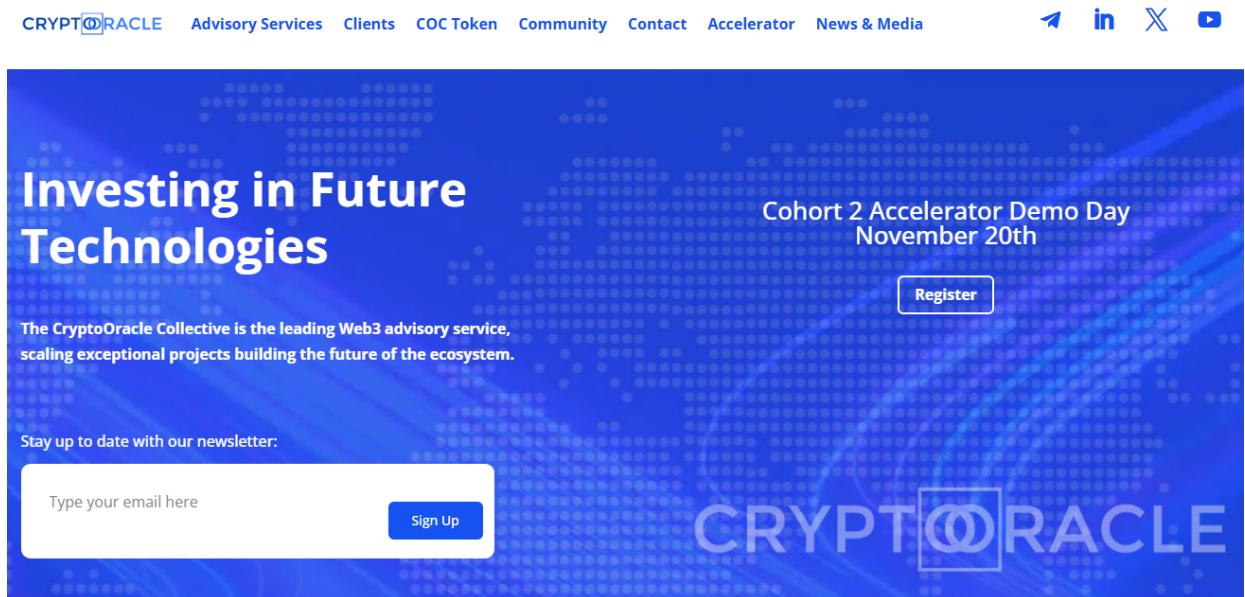 CRYPTOORACLE Advisory Services Clients COC Token Community Contact Accelerator News & Media
Investing in Future
Technologies
The CryptoOracle Collective is the leading Web3 advisory service,
scaling exceptional projects building the future of the ecosystem.
Stay up to date with our newsletter:
Type your email here
Sign Up
Cohort 2 Accelerator Demo Day
November 20th
Register
CRYPTOORACLE